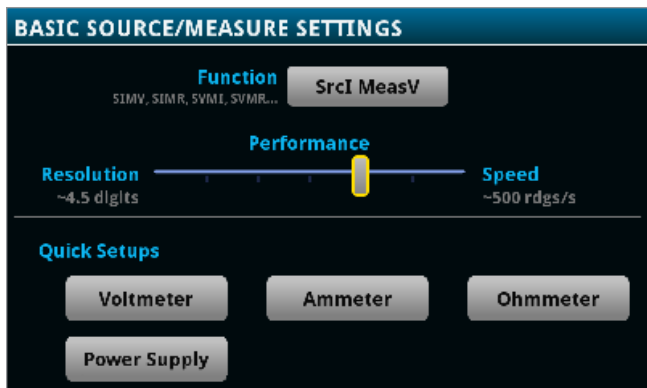 BASIC SOURCE/MEASURE SETTINGS
Function
SIMV, SIMR, SVMI, SVMR...
SrcI MeasV
Performance
Resolution
~4.5 digits
Speed
~500 rdgs/s
Quick Setups
Voltmeter
Ammeter
Ohmmeter
Power Supply